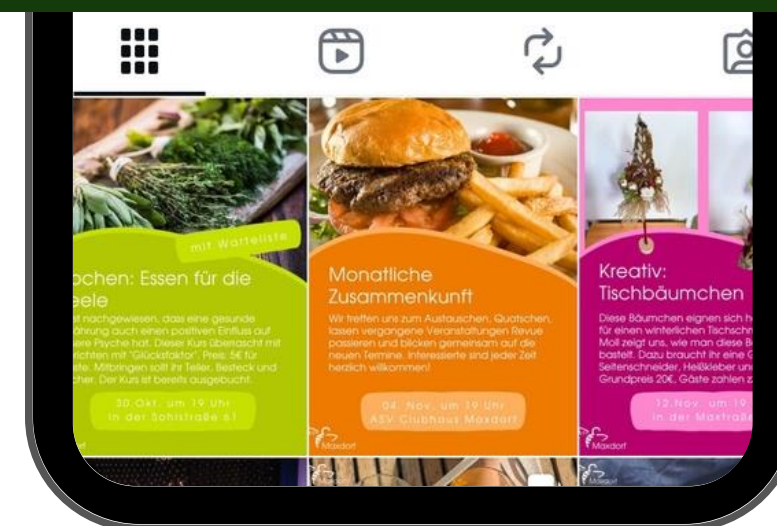 mit Warteliste
ochen: Essen für die
eele
st nachgewiesen, dass eine gesunde
ährung auch einen positiven Einfluss auf
ere Psyche hat. Dieser Kurs überrascht mit
richten mit "Glücksfaktor". Preis: 5€ für
ste. Mitbringen sollt ihr Teller, Besteck und
cher. Der Kurs ist bereits ausgebucht.
30.Okt. um 19 Uhr
In der Bohlstraße 61
Monatliche
Zusammenkunft
Wir treffen uns zum Austauschen, Quatschen,
lassen vergangene Veranstaltungen Revue
passieren und blicken gemeinsam auf die
neuen Termine. Interessierte sind jeder Zeit
herzlich willkommen!
04. Nov. um 19 Uhr
ASV Clubhaus Maxdorf
Maxdorf
Kreativ:
Tischbäumchen
Diese Bäumchen eignen sich h
für einen winterlichen Tischschm
Moll zeigt uns, wie man diese B
bastelt. Dazu braucht ihr eine G
Seitenschneider, Heißkleber un
Grundpreis 20€, Gäste zahlen z
12.Nov. um 19
In der Maxstraße
Maxdorf